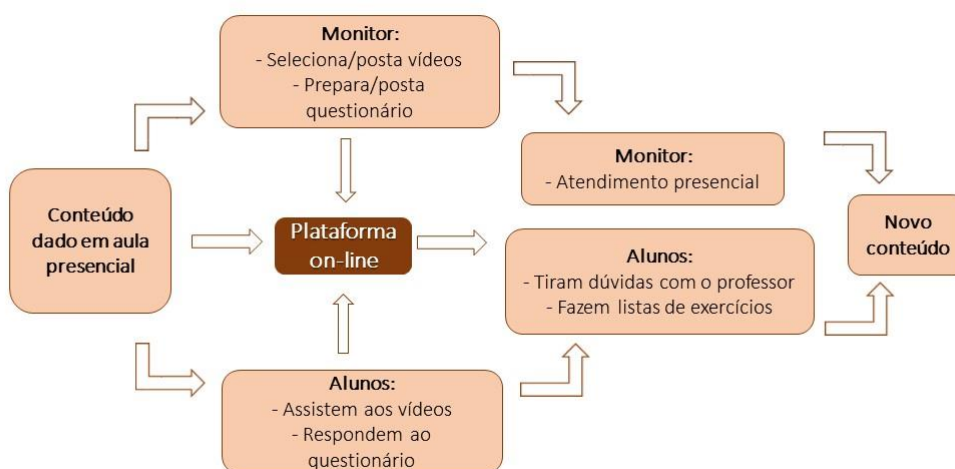 Monitor:
- Seleciona/posta vídeos
- Prepara/posta
questionário
Conteúdo
dado em aula
presencial
Plataforma
on-line
Alunos:
- Assistem aos vídeos
- Respondem ao
questionário
Monitor:
- Atendimento presencial
Alunos:
- Tiram dúvidas com o professor
- Fazem listas de exercícios
Novo
conteúdo